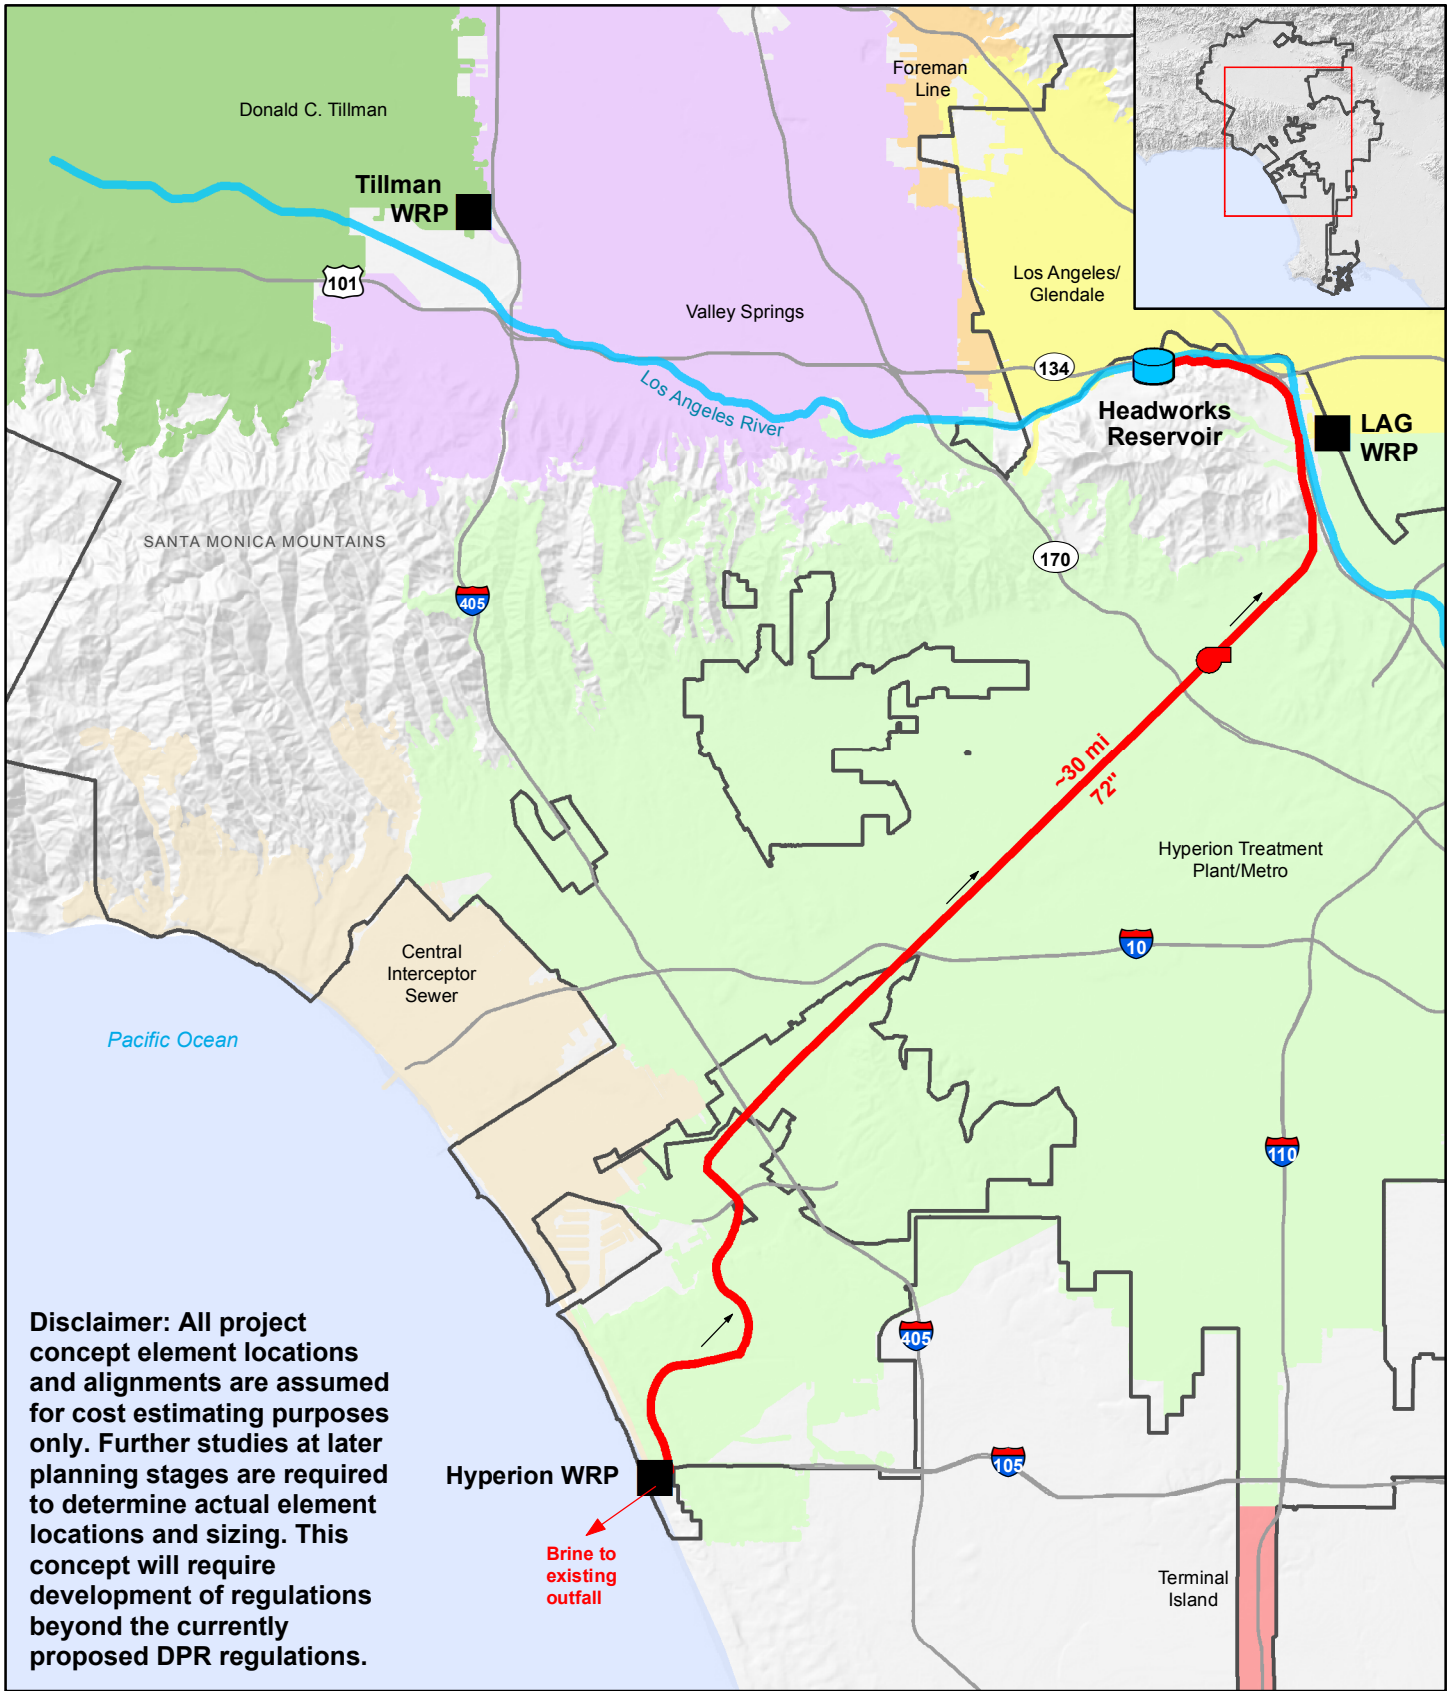 Foreman
Line
Donald C. Tillman
Tillman
WRP
101
Los Angeles/
Glendale
Valley Springs
134
Los Angeles River
Headworks
Reservoir
LAG
WRP
SANTA MONICA MOUNTAINS
170
405
~30 mi
72"
Hyperion Treatment
Plant/Metro
10
Central
Interceptor
Sewer
Pacific Ocean
110
Disclaimer: All project
concept element locations
and alignments are assumed
for cost estimating purposes
only. Further studies at later
planning stages are required
to determine actual element
locations and sizing. This
concept will require
development of regulations
beyond the currently
proposed DPR regulations.
405
105
Hyperion WRP
Brine to
existing
outfall
Terminal
Island